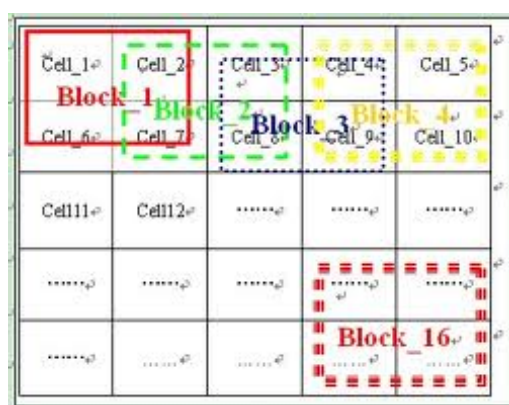 Cell_1 Cell_2 Cell_3 Cell_4 Cell_5
Block_1 Block_2 Block_3 Block_4
Cell_6 Cell_7 Cell_8 Cell_9 Cell_10
Cell11 Cell12 ...... ...... ......
...... ...... ...... ...... ......
Block_16
...... ...... ...... ...... ......